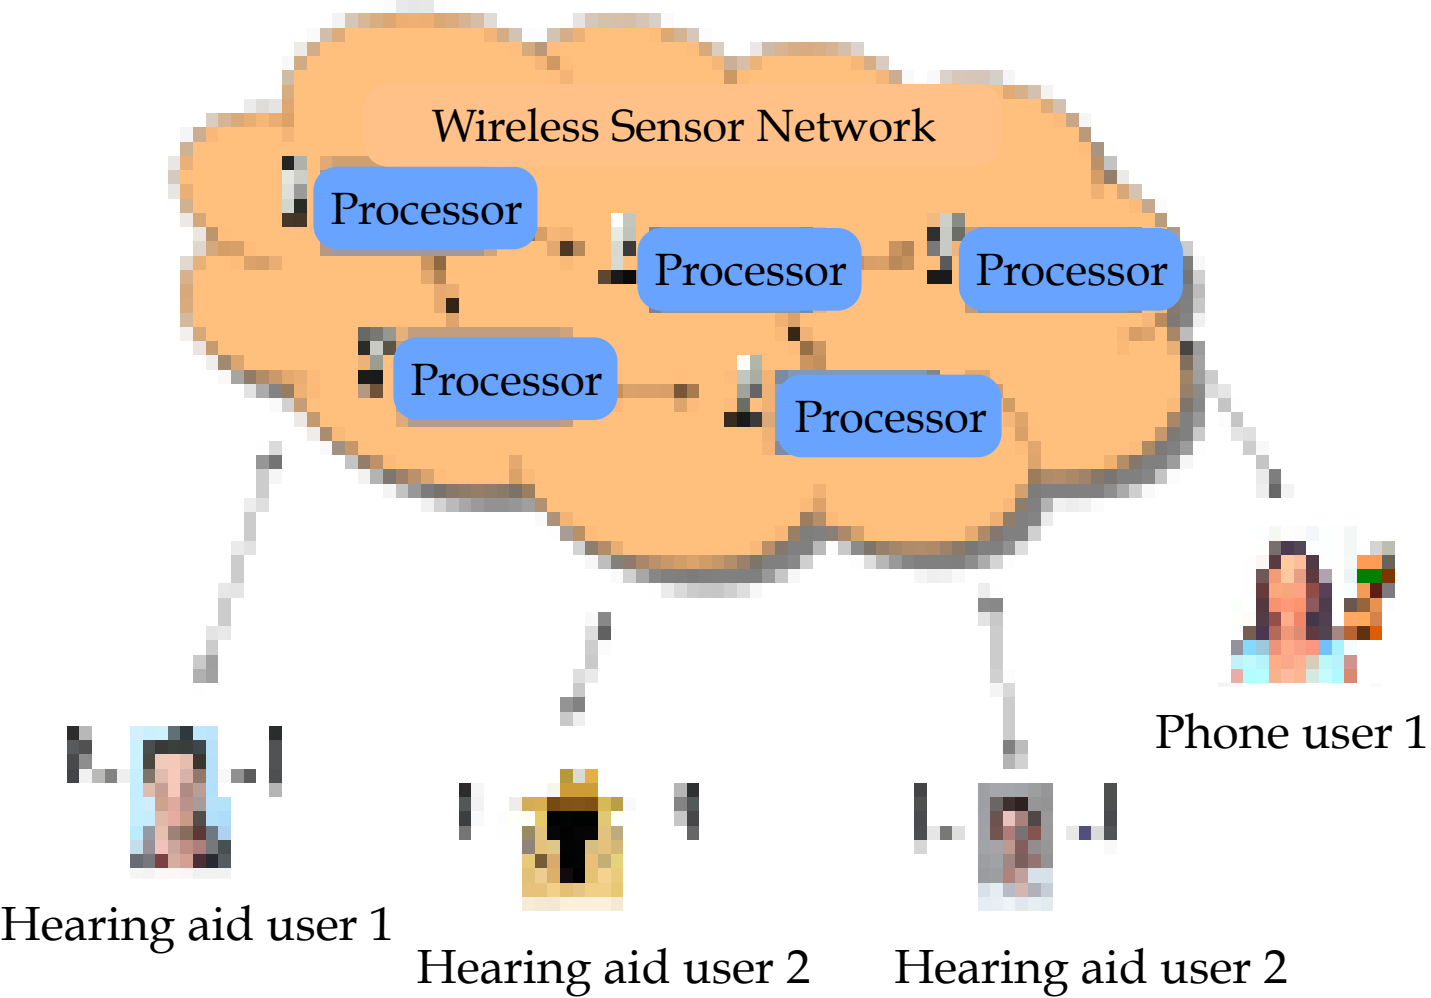 Wireless Sensor Network
Processor
Processor
Processor
Processor
Processor
Phone user 1
Hearing aid user 1
Hearing aid user 2
Hearing aid user 2